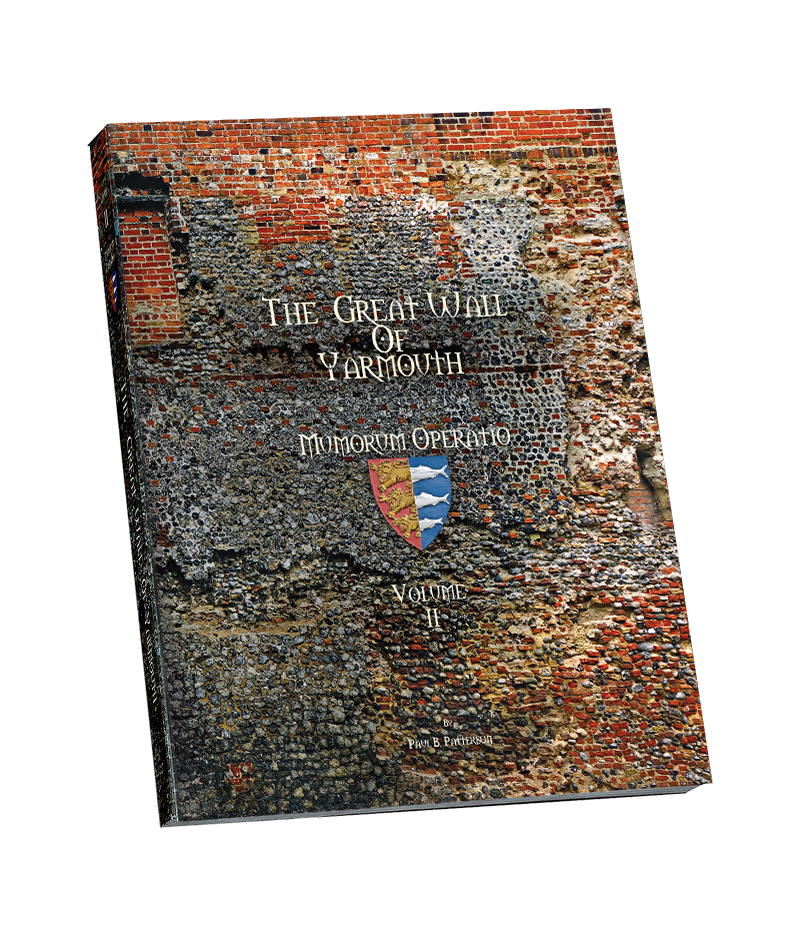 The Great Wall
Of
Yarmouth
Mumorum Operatio
Volume
II
By
Paul B. Patterson